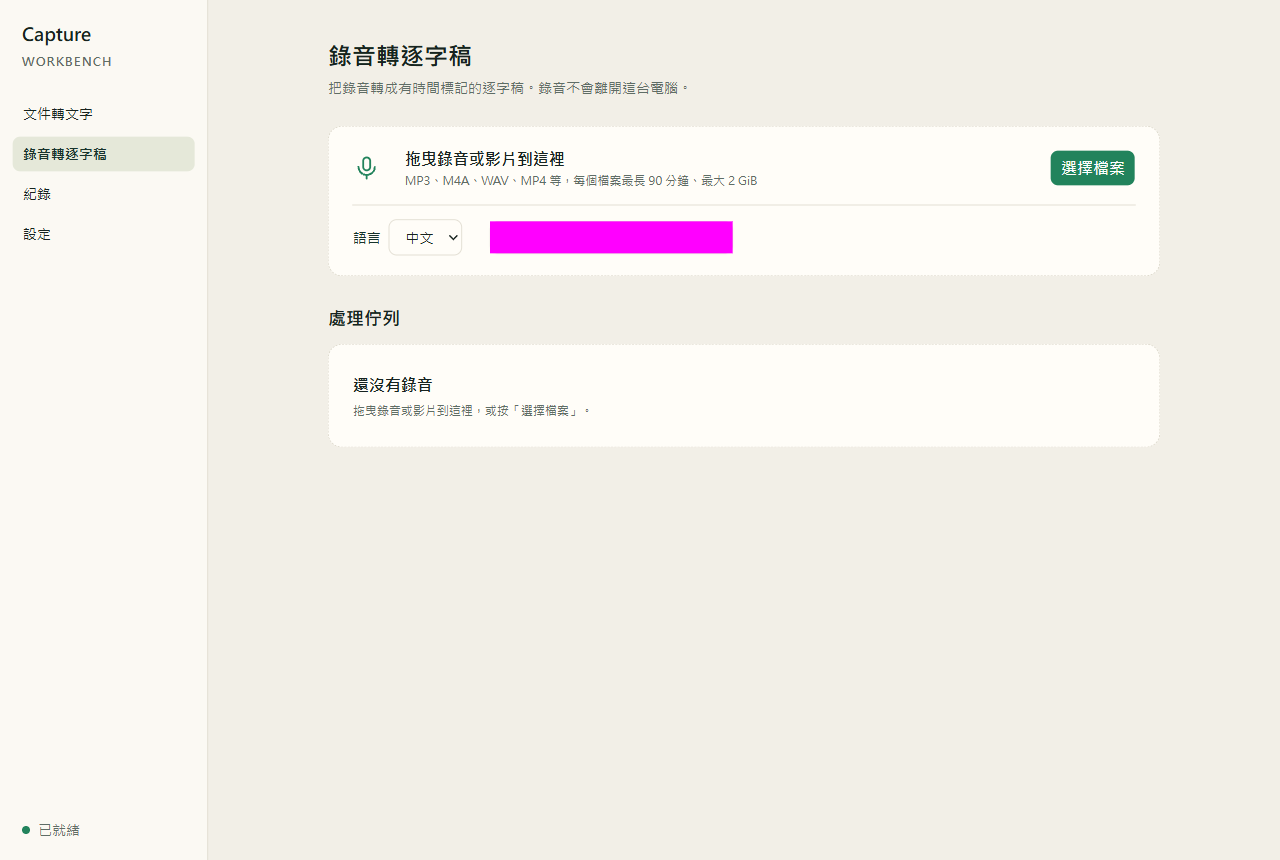 Capture
WORKBENCH
文件轉文字
錄音轉逐字稿
紀錄
設定
已就緒
錄音轉逐字稿
把錄音轉成有時間標記的逐字稿。錄音不會離開這台電腦。
拖曳錄音或影片到這裡
MP3、M4A、WAV、MP4 等，每個檔案最長 90 分鐘、最大 2 GiB
選擇檔案
語言 中文
處理佇列
還沒有錄音
拖曳錄音或影片到這裡，或按「選擇檔案」。